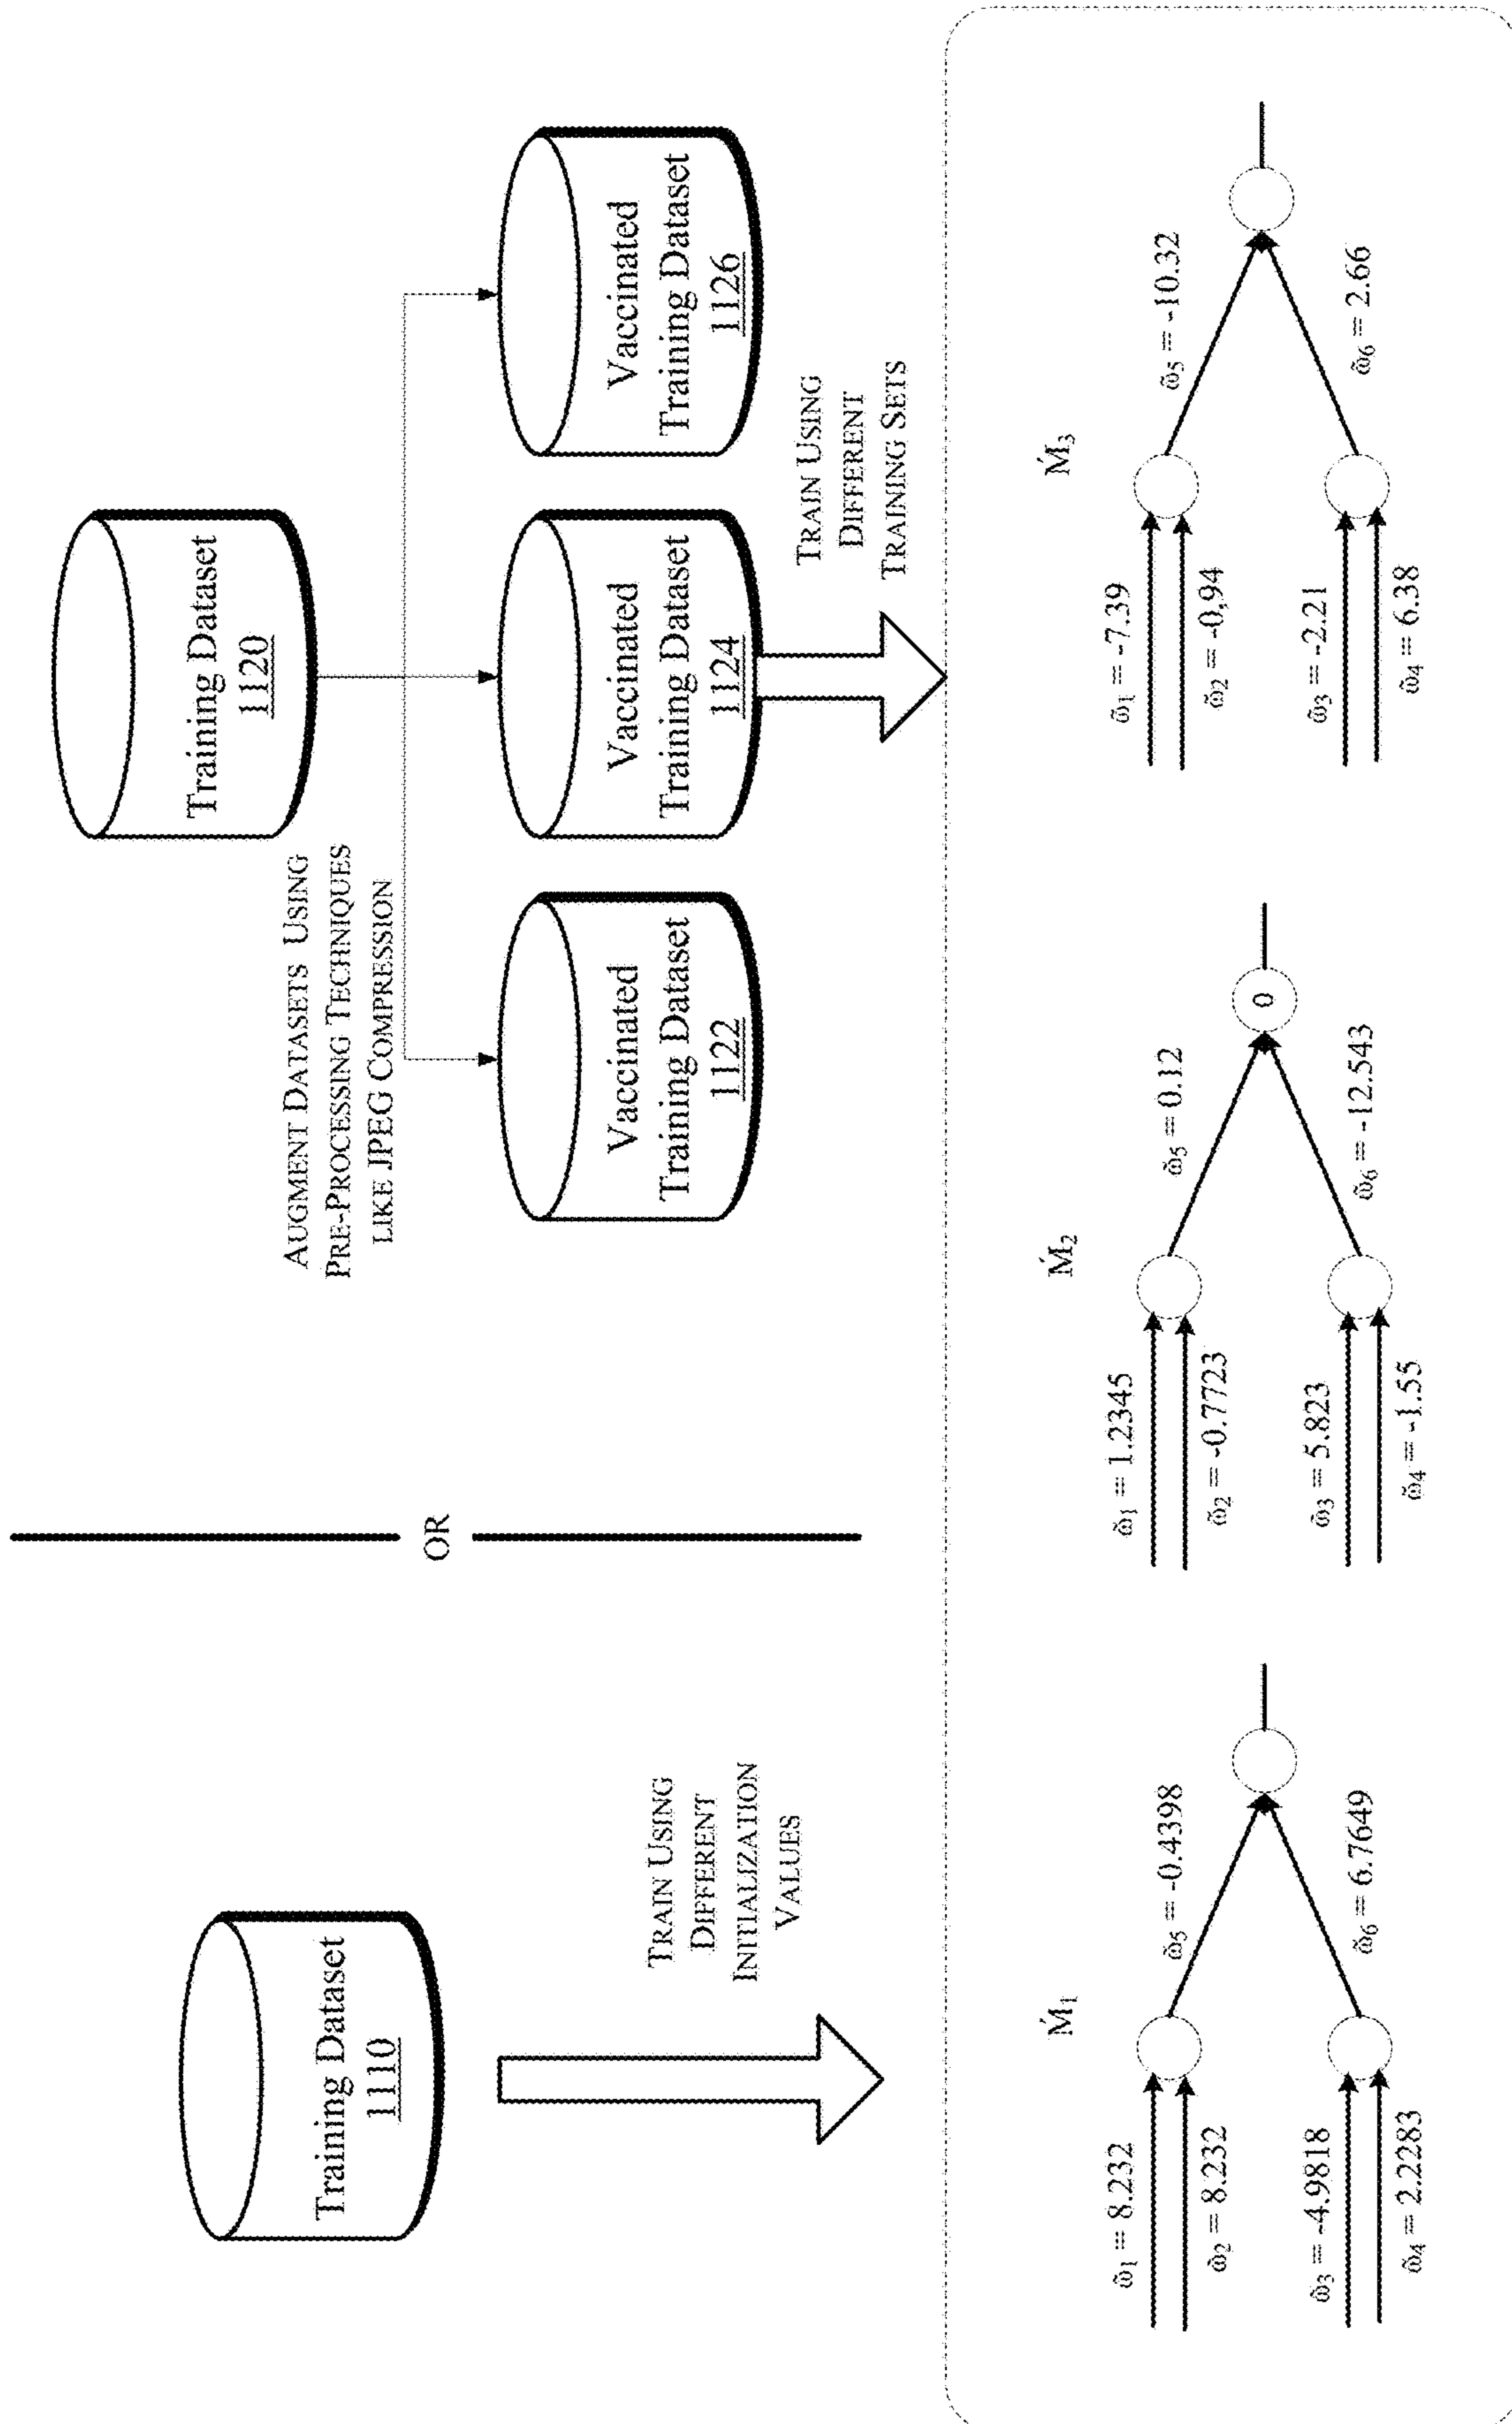 Training Dataset
1110
TRAIN USING
DIFFERENT
INITIALIZATION
VALUES
OR
Training Dataset
1120
AUGMENT DATASETS USING
PRE-PROCESSING TECHNIQUES
LIKE JPEG COMPRESSION
Vaccinated
Training Dataset
1122
Vaccinated
Training Dataset
1124
Vaccinated
Training Dataset
1126
TRAIN USING
DIFFERENT
TRAINING SETS
Ḿ₁
ω̃₁ = 8.232
ω̃₂ = 8.232
ω̃₃ = -4.9818
ω̃₄ = 2.2283
ω̃₅ = -0.4398
ω̃₆ = 6.7649
Ḿ₂
ω̃₁ = 1.2345
ω̃₂ = -0.7723
ω̃₃ = 5.823
ω̃₄ = -1.55
ω̃₅ = 0.12
ω̃₆ = -12.543
0
Ḿ₃
ω̃₁ = -7.39
ω̃₂ = -0,94
ω̃₃ = -2.21
ω̃₄ = 6.38
ω̃₅ = -10.32
ω̃₆ = 2.66